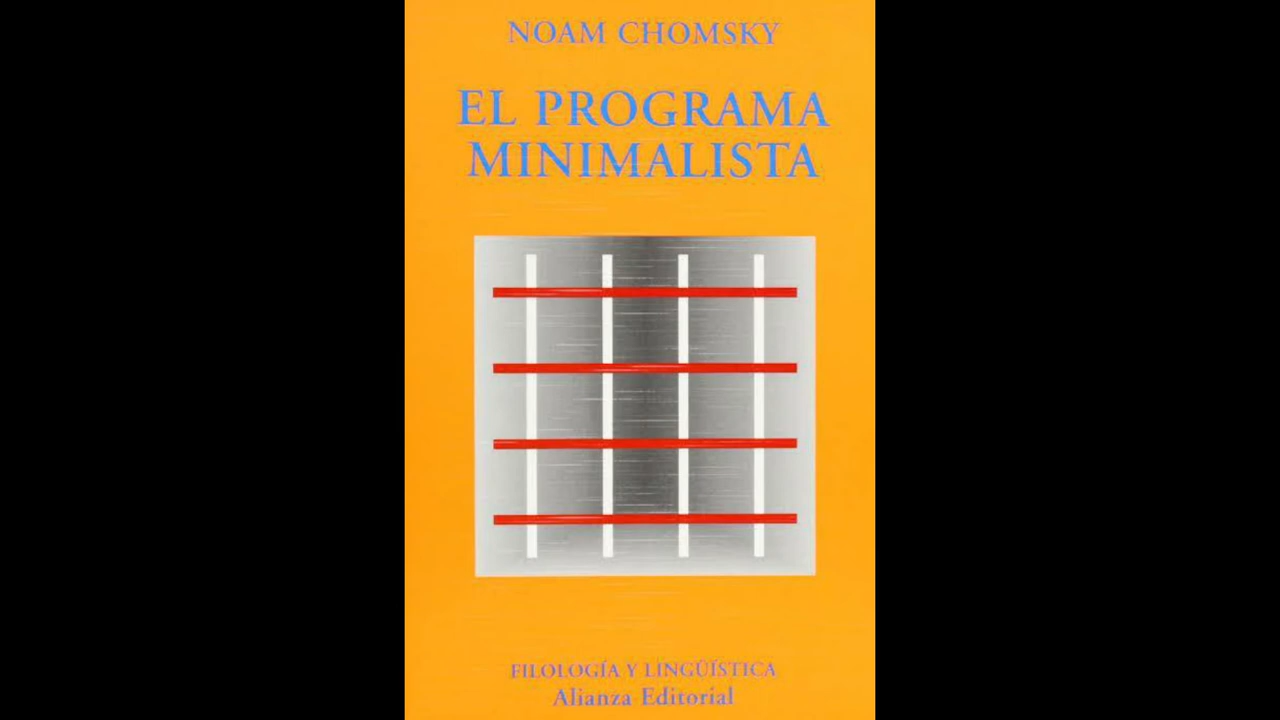 NOAM CHOMSKY
EL PROGRAMA
MINIMALISTA
FILOLOGÍA Y LINGÜÍSTICA
Alianza Editorial